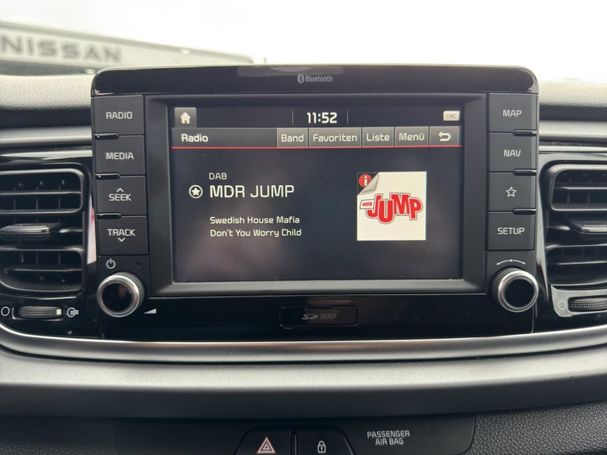 NISSAN
Bluetooth
RADIO
MEDIA
SEEK
TRACK
11:52
Radio
Band
Favoriten
Liste
Menü
DAB
MDR JUMP
Swedish House Mafia
Don't You Worry Child
i
MDR
JUMP
MAP
NAV
SETUP
SD MAP
PASSENGER
AIR BAG